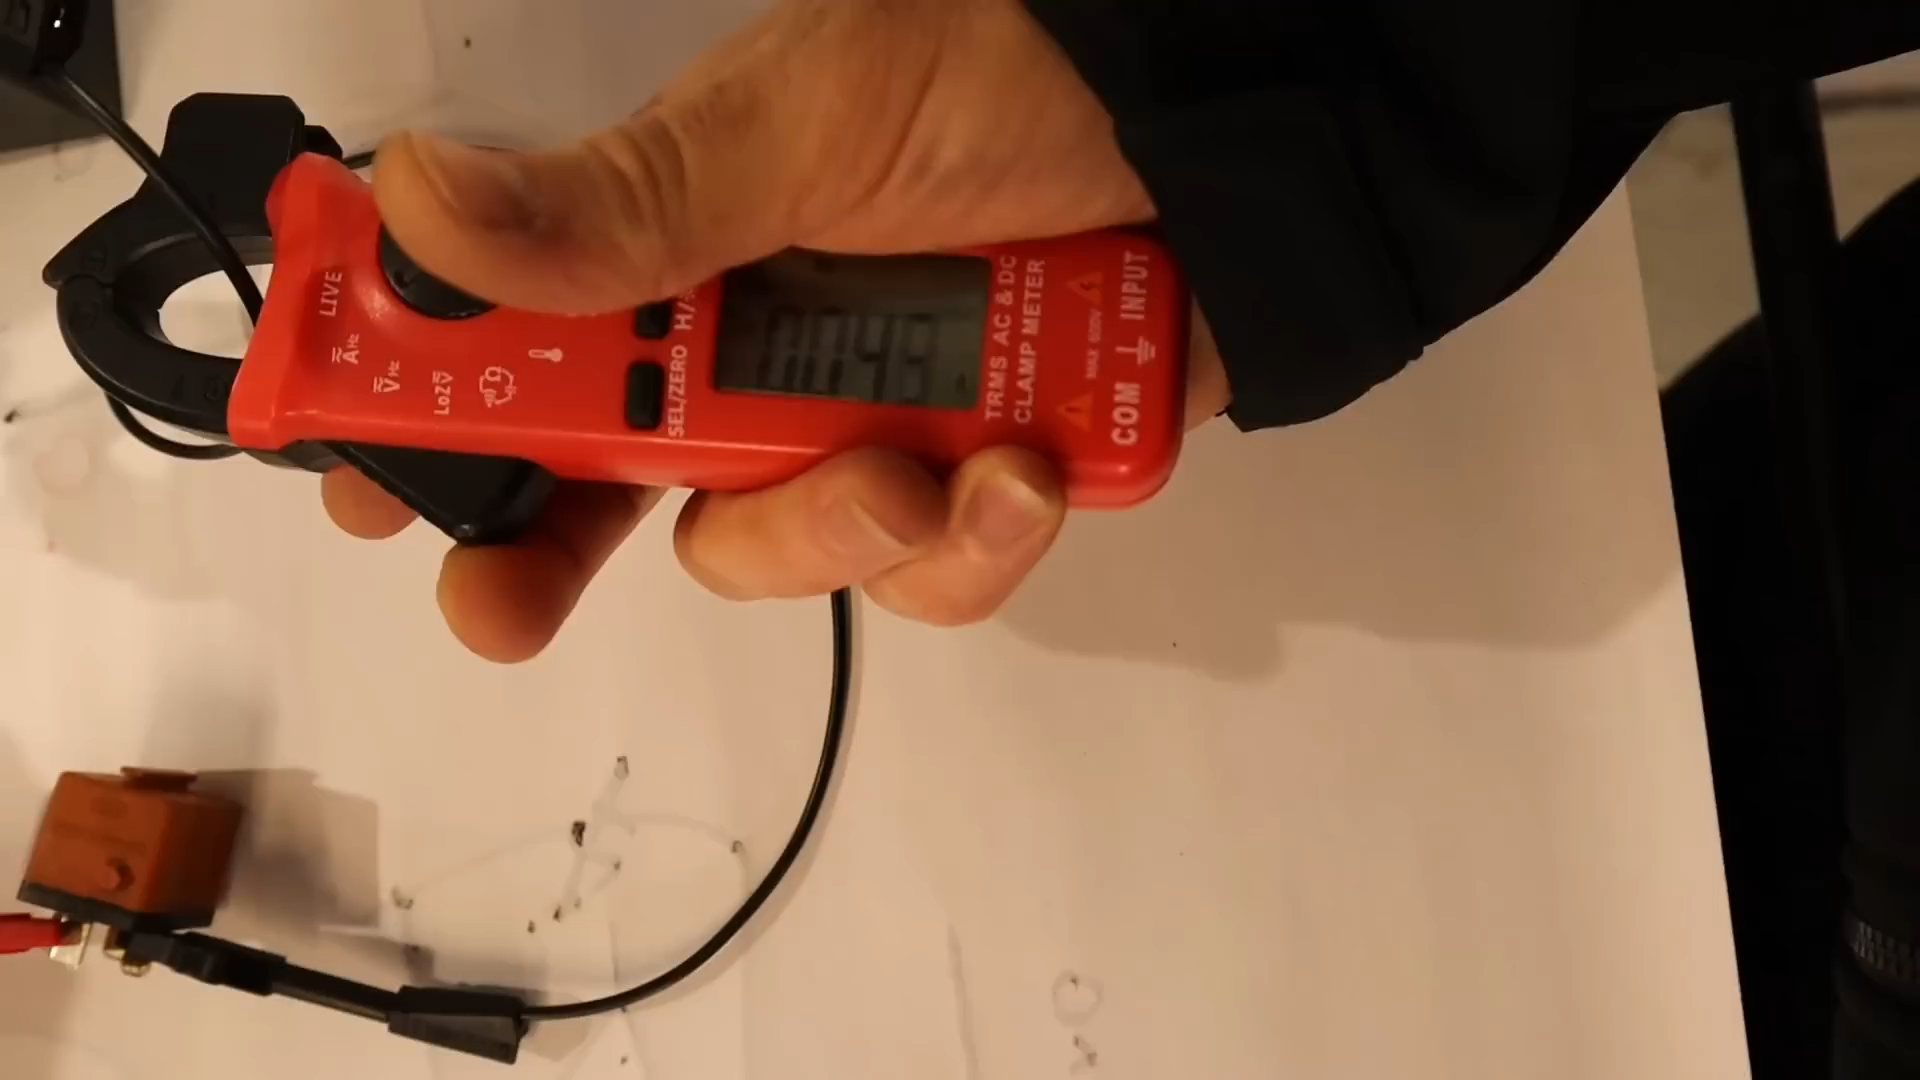 LIVE
A Hz
V Hz
LoZ V
Ω
SEL/ZERO
H/
TRMS AC & DC
CLAMP METER
MAX 600V
COM
INPUT